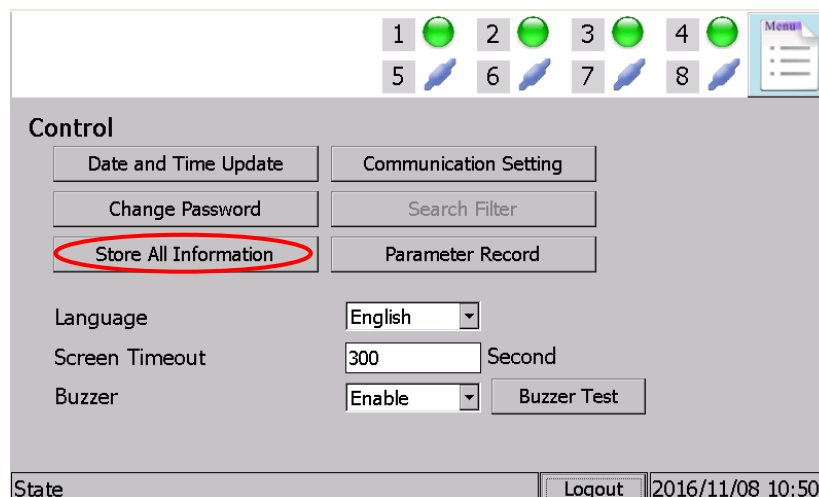 1 2 3 4 Menu
5 6 7 8
Control
Date and Time Update Communication Setting
Change Password Search Filter
Store All Information Parameter Record
Language English
Screen Timeout 300 Second
Buzzer Enable Buzzer Test
State Logout 2016/11/08 10:50